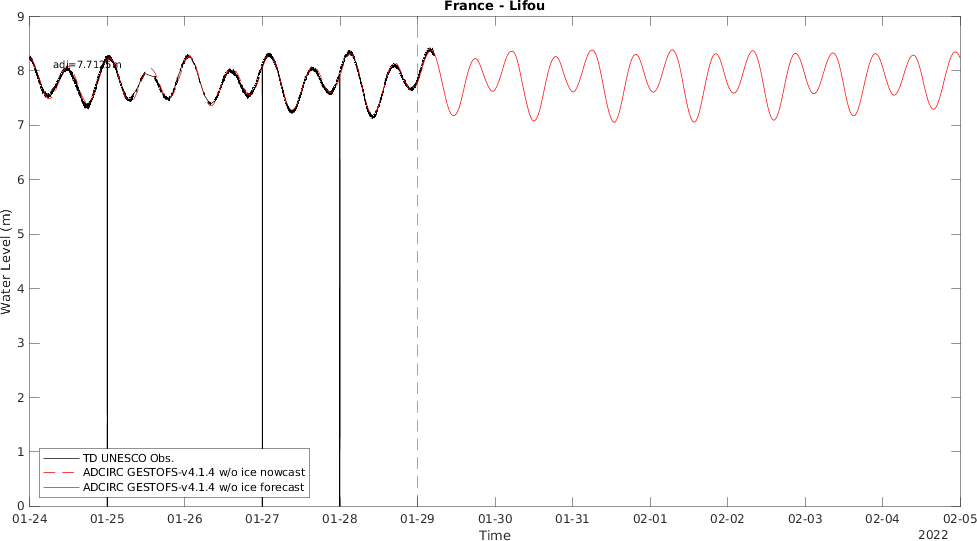 France - Lifou
9
8
7
6
5
4
3
2
1
0
Water Level (m)
adj=7.7125m
TD UNESCO Obs.
ADCIRC GESTOFS-v4.1.4 w/o ice nowcast
ADCIRC GESTOFS-v4.1.4 w/o ice forecast
01-24 01-25 01-26 01-27 01-28 01-29 01-30 01-31 02-01 02-02 02-03 02-04 02-05
Time
2022